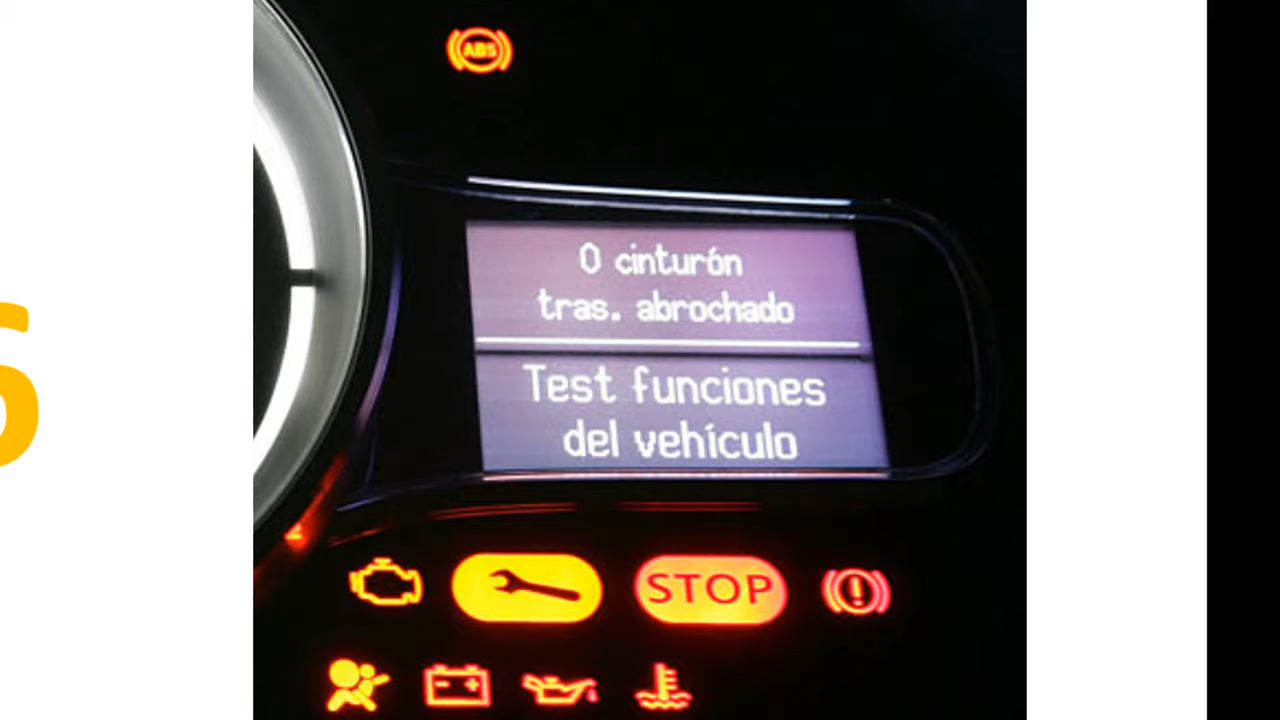 ABS
0 cinturón
tras. abrochado
Test funciones
del vehículo
STOP